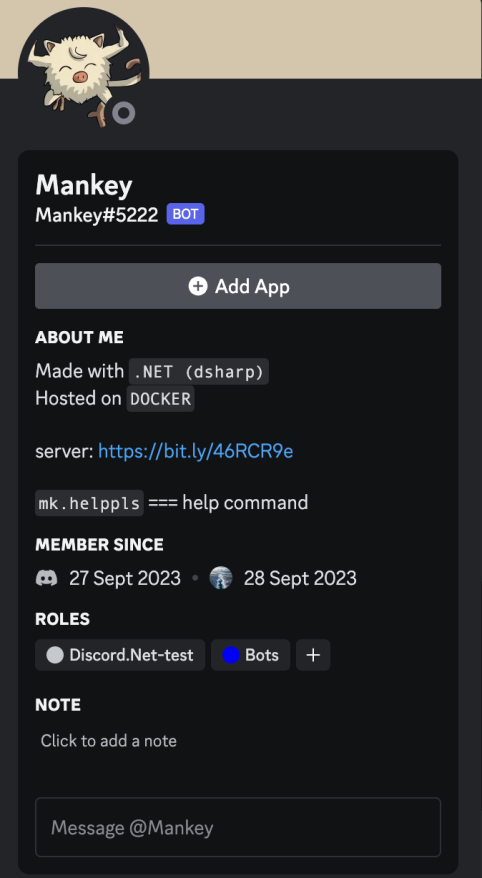 Mankey
Mankey#5222 BOT
Add App
ABOUT ME
Made with .NET (dsharp)
Hosted on DOCKER
server: https://bit.ly/46RCR9e
mk.helppls === help command
MEMBER SINCE
27 Sept 2023 • 28 Sept 2023
ROLES
Discord.Net-test Bots +
NOTE
Click to add a note
Message @Mankey